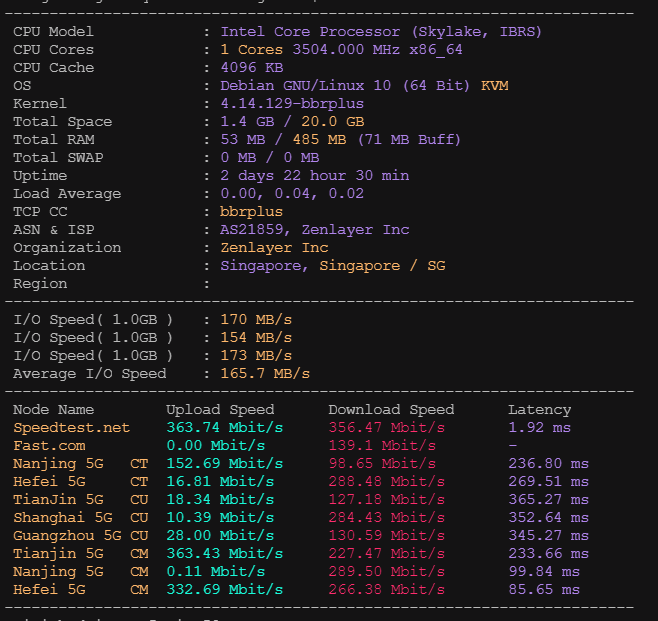 CPU Model : Intel Core Processor (Skylake, IBRS)
CPU Cores : 1 Cores 3504.000 MHz x86_64
CPU Cache : 4096 KB
OS : Debian GNU/Linux 10 (64 Bit) KVM
Kernel : 4.14.129-bbrplus
Total Space : 1.4 GB / 20.0 GB
Total RAM : 53 MB / 485 MB (71 MB Buff)
Total SWAP : 0 MB / 0 MB
Uptime : 2 days 22 hour 30 min
Load Average : 0.00, 0.04, 0.02
TCP CC : bbrplus
ASN & ISP : AS21859, Zenlayer Inc
Organization : Zenlayer Inc
Location : Singapore, Singapore / SG
Region :
I/O Speed( 1.0GB ) : 170 MB/s
I/O Speed( 1.0GB ) : 154 MB/s
I/O Speed( 1.0GB ) : 173 MB/s
Average I/O Speed : 165.7 MB/s
Node Name Upload Speed Download Speed Latency
Speedtest.net 363.74 Mbit/s 356.47 Mbit/s 1.92 ms
Fast.com 0.00 Mbit/s 139.1 Mbit/s -
Nanjing 5G CT 152.69 Mbit/s 98.65 Mbit/s 236.80 ms
Hefei 5G CT 16.81 Mbit/s 288.48 Mbit/s 269.51 ms
TianJin 5G CU 18.34 Mbit/s 127.18 Mbit/s 365.27 ms
Shanghai 5G CU 10.39 Mbit/s 284.43 Mbit/s 352.64 ms
Guangzhou 5G CU 28.00 Mbit/s 130.59 Mbit/s 345.27 ms
Tianjin 5G CM 363.43 Mbit/s 227.47 Mbit/s 233.66 ms
Nanjing 5G CM 0.11 Mbit/s 289.50 Mbit/s 99.84 ms
Hefei 5G CM 332.69 Mbit/s 266.38 Mbit/s 85.65 ms